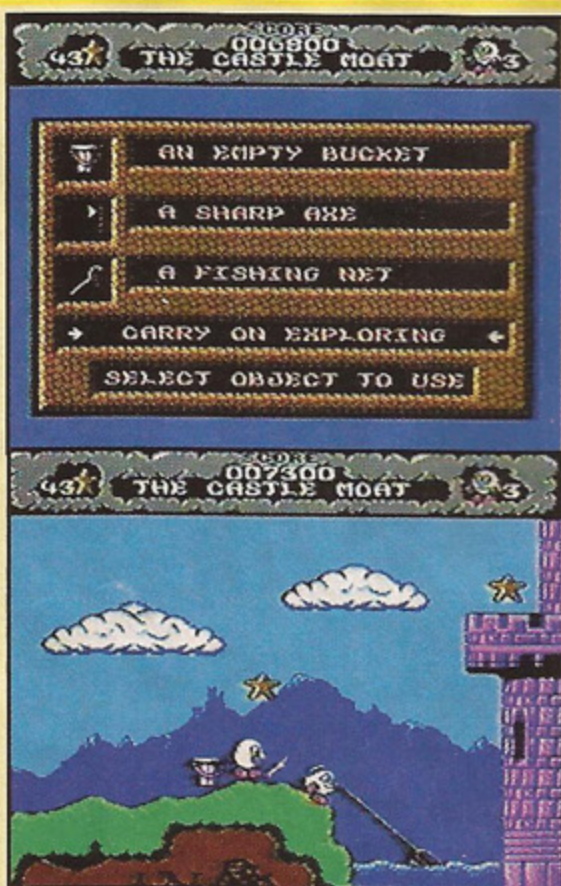 SCORE
006800
43 THE CASTLE MOAT 3
AN EMPTY BUCKET
A SHARP AXE
A FISHING NET
CARRY ON EXPLORING
SELECT OBJECT TO USE
SCORE
007300
43 THE CASTLE MOAT 3